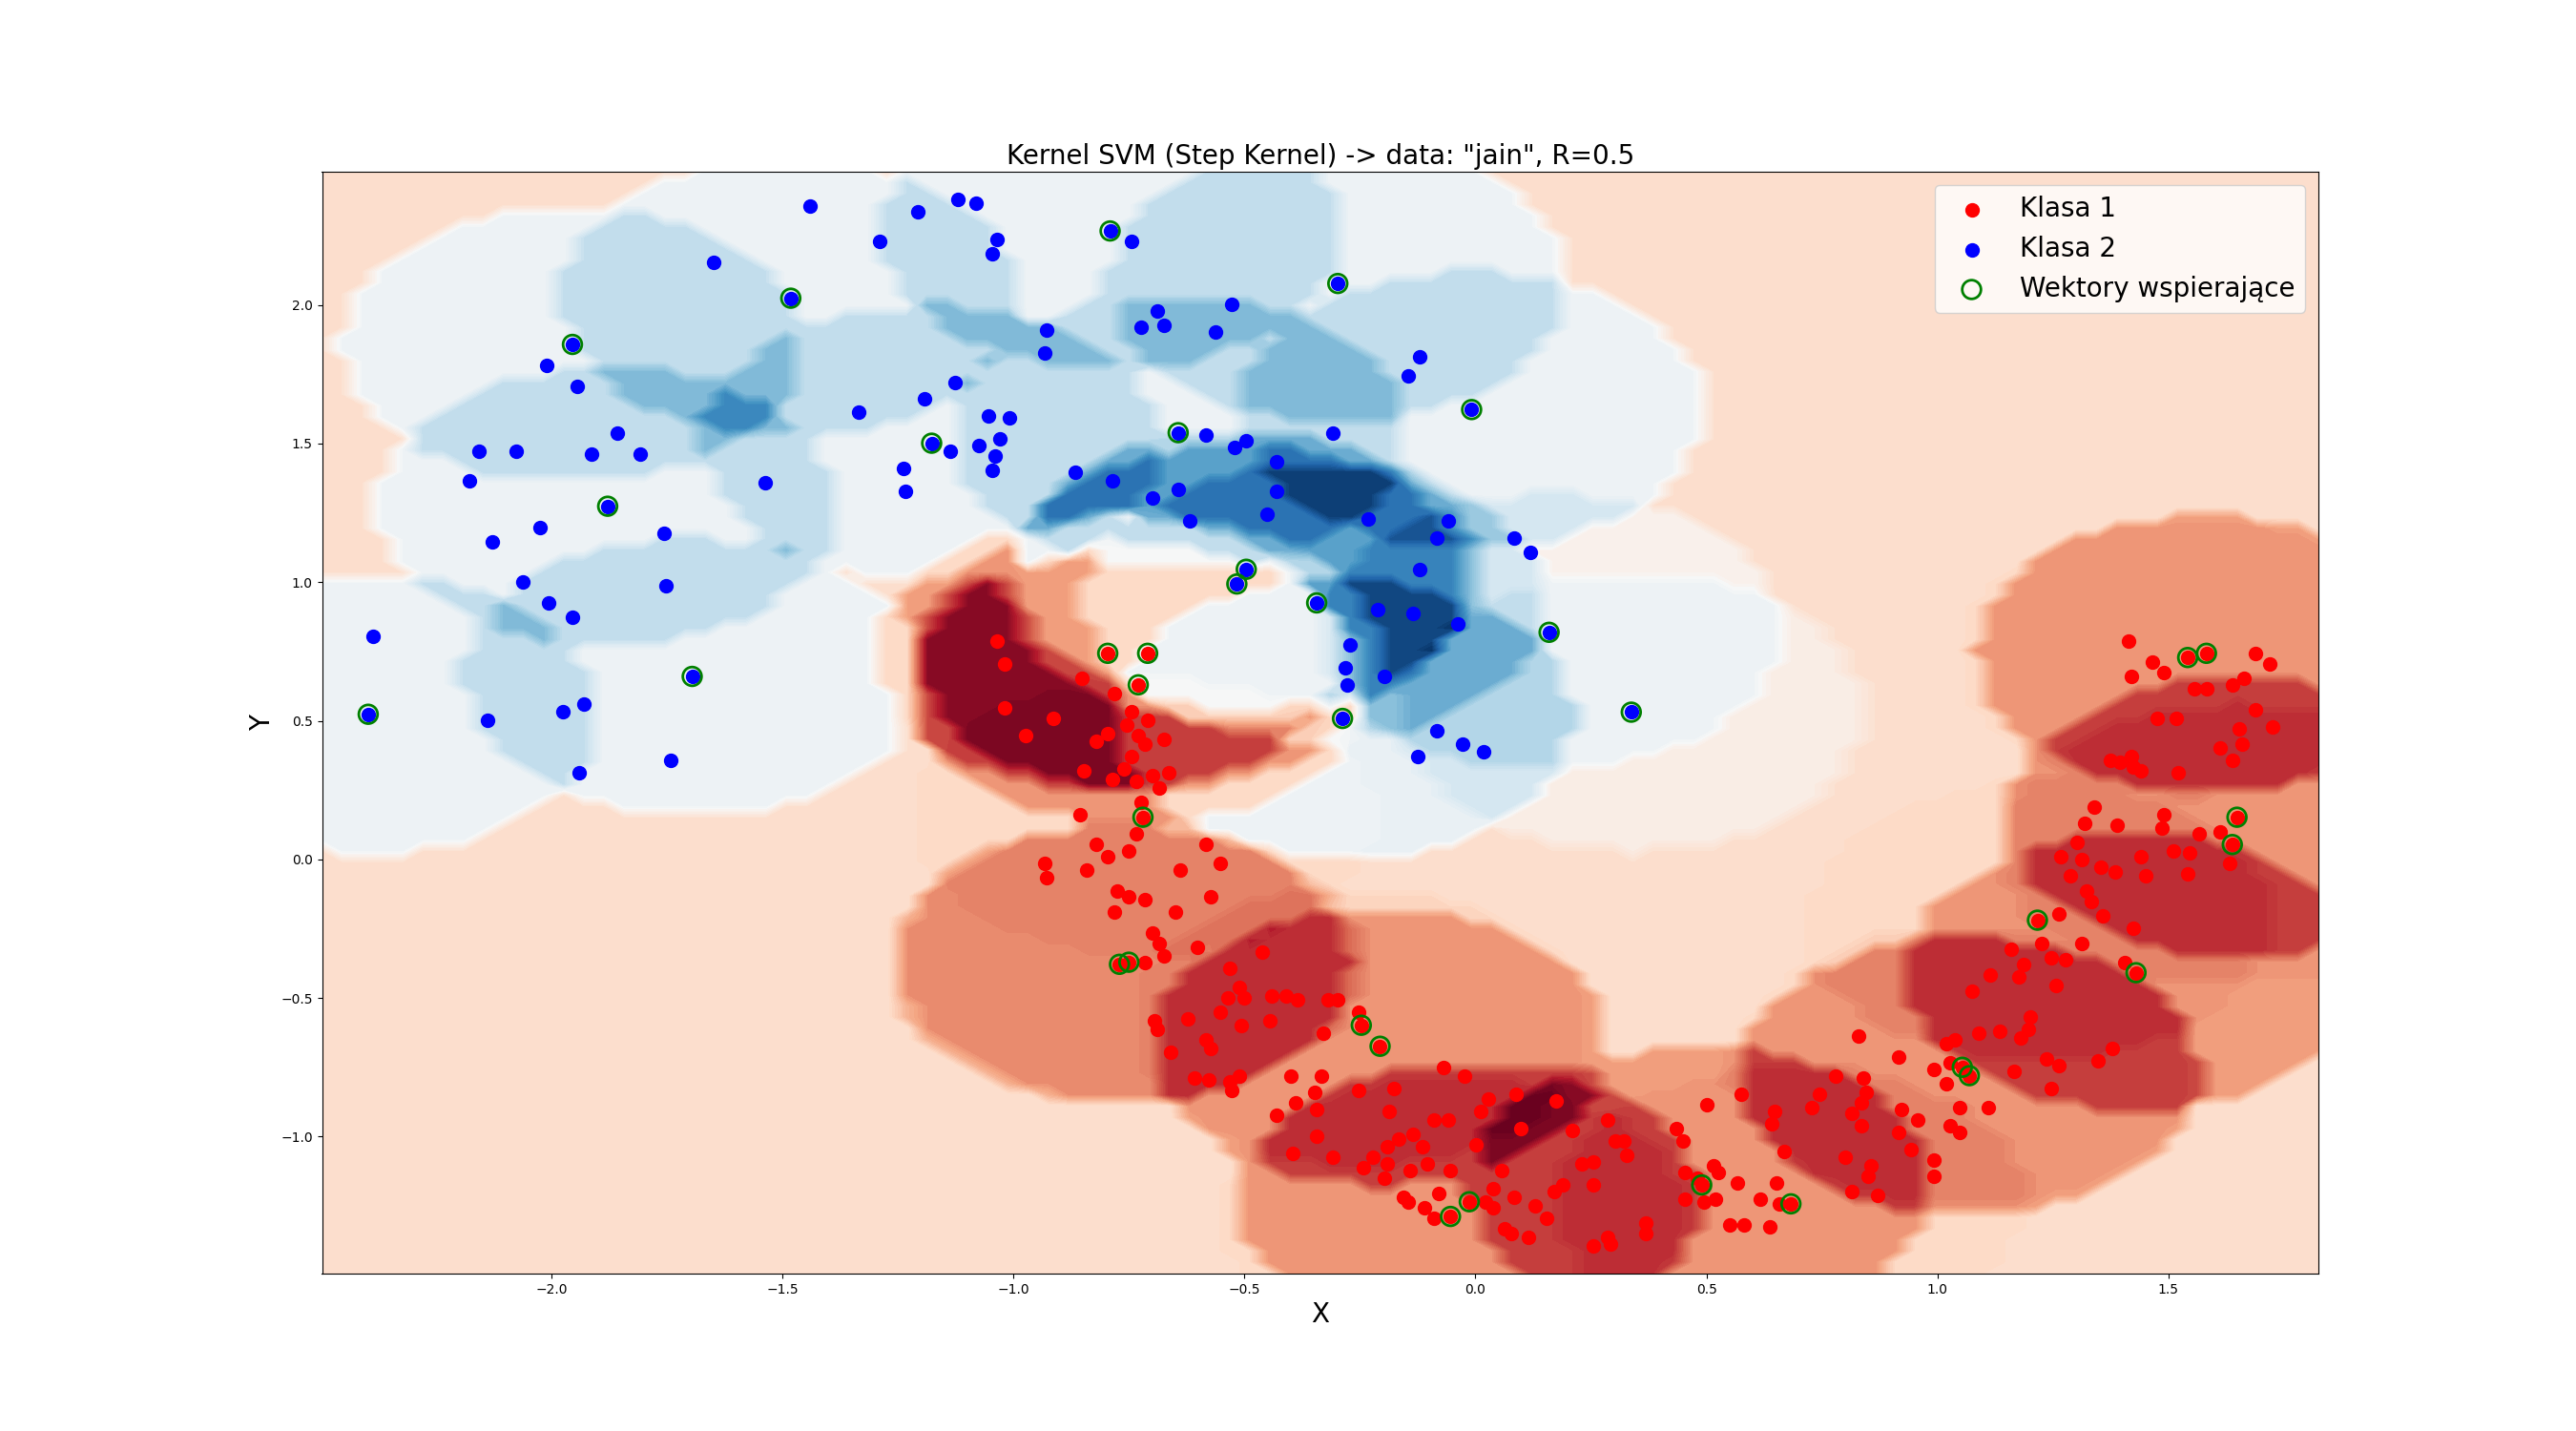 Kernel SVM (Step Kernel) -> data: "jain", R=0.5
Klasa 1
Klasa 2
Wektory wspierające
2.0
1.5
1.0
0.5
0.0
−0.5
−1.0
Y
−2.0 −1.5 −1.0 −0.5 0.0 0.5 1.0 1.5
X